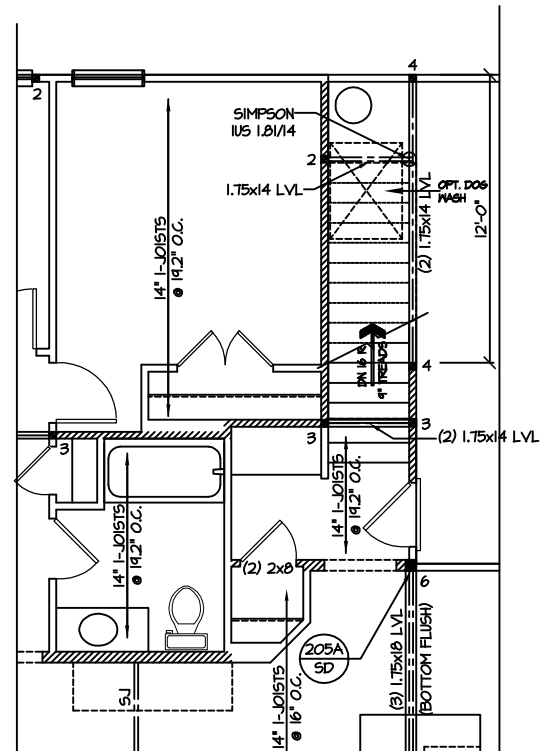 4
2
SIMPSON
IUS 1.81/14
2
1.75x14 LVL
OPT. DOG
WASH
(2) 1.75x14 LVL
12'-0"
14" I-JOISTS
@ 19.2" O.C.
DN 16 R
9" TREADS
4
3
3
(2) 1.75x14 LVL
3
14" I-JOISTS
@ 19.2" O.C.
14" I-JOISTS
@ 19.2" O.C.
(2) 2x8
6
205A
SD
(3) 1.75x18 LVL
(BOTTOM FLUSH)
SJ
14" I-JOISTS
@ 16" O.C.